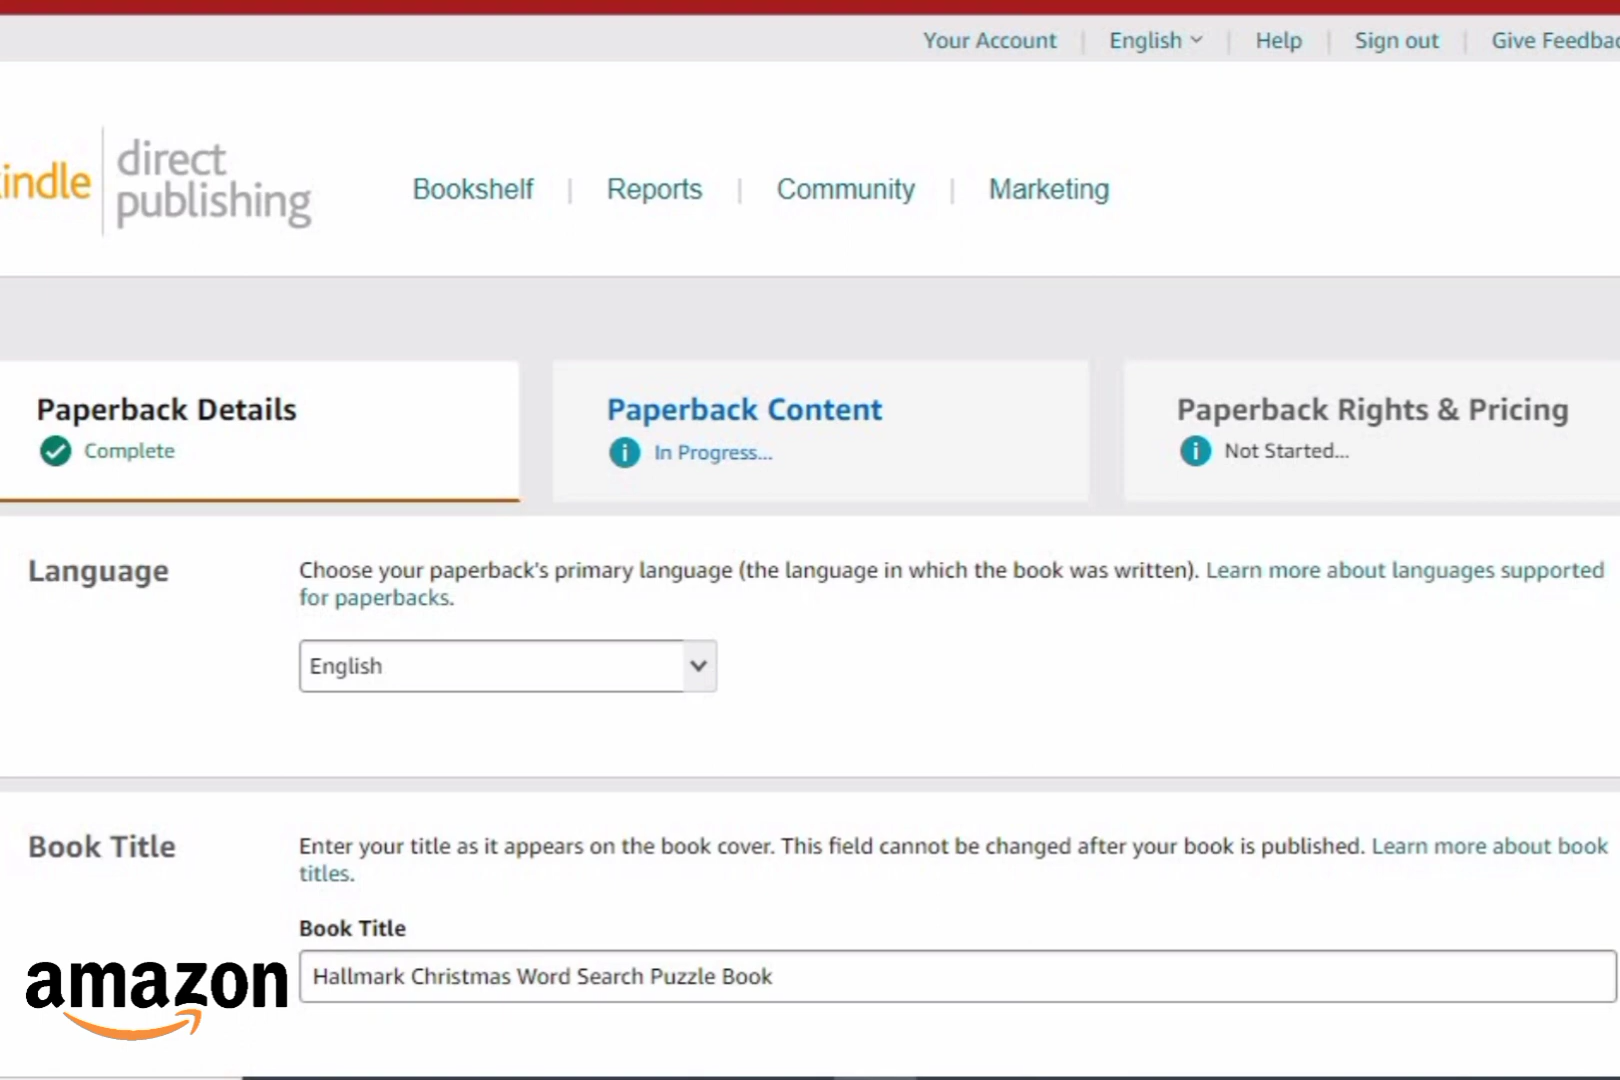 Your Account | English | Help | Sign out | Give Feedbac
kindle direct publishing
Bookshelf | Reports | Community | Marketing
Paperback Details
Complete
Paperback Content
In Progress...
Paperback Rights & Pricing
Not Started...
Language
Choose your paperback's primary language (the language in which the book was written). Learn more about languages supported
for paperbacks.
English
Book Title
Enter your title as it appears on the book cover. This field cannot be changed after your book is published. Learn more about book
titles.
Book Title
Hallmark Christmas Word Search Puzzle Book
amazon